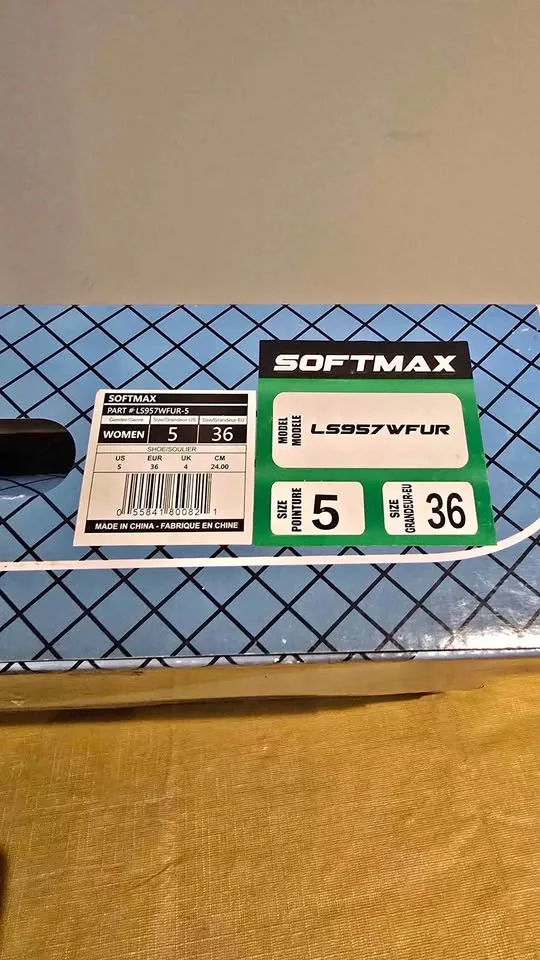 SOFTMAX
PART #: LS957WFUR-5
Gender/Genre Size/Grandeur US Size/Grandeur EU
WOMEN 5 36
SHOE/SOULIER
US EUR UK CM
5 36 4 24.00
0 55841 80082 1
MADE IN CHINA - FABRIQUE EN CHINE
SOFTMAX
MODEL
MODÈLE
LS957WFUR
SIZE
POINTURE
5
SIZE
GRANDEUR-EU
36